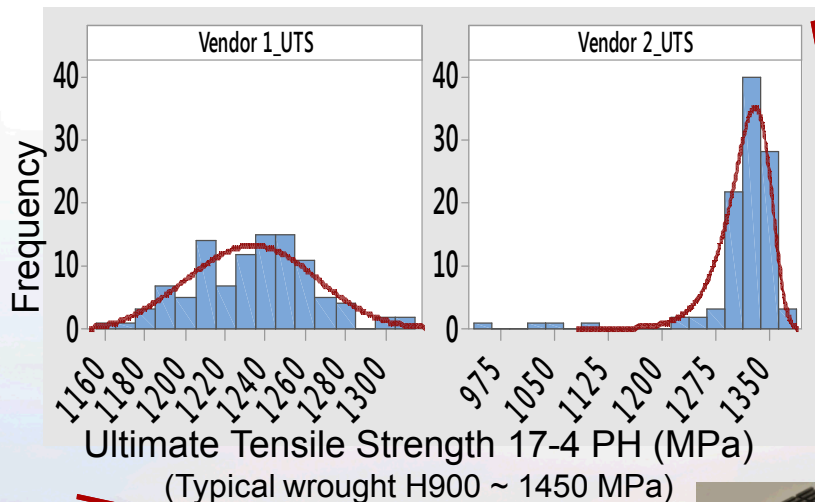 Vendor 1_UTS
Vendor 2_UTS
Frequency
40
30
20
10
0
40
30
20
10
0
1160 1180 1200 1220 1240 1260 1280 1300
975 1050 1125 1200 1275 1350
Ultimate Tensile Strength 17-4 PH (MPa)
(Typical wrought H900 ~ 1450 MPa)